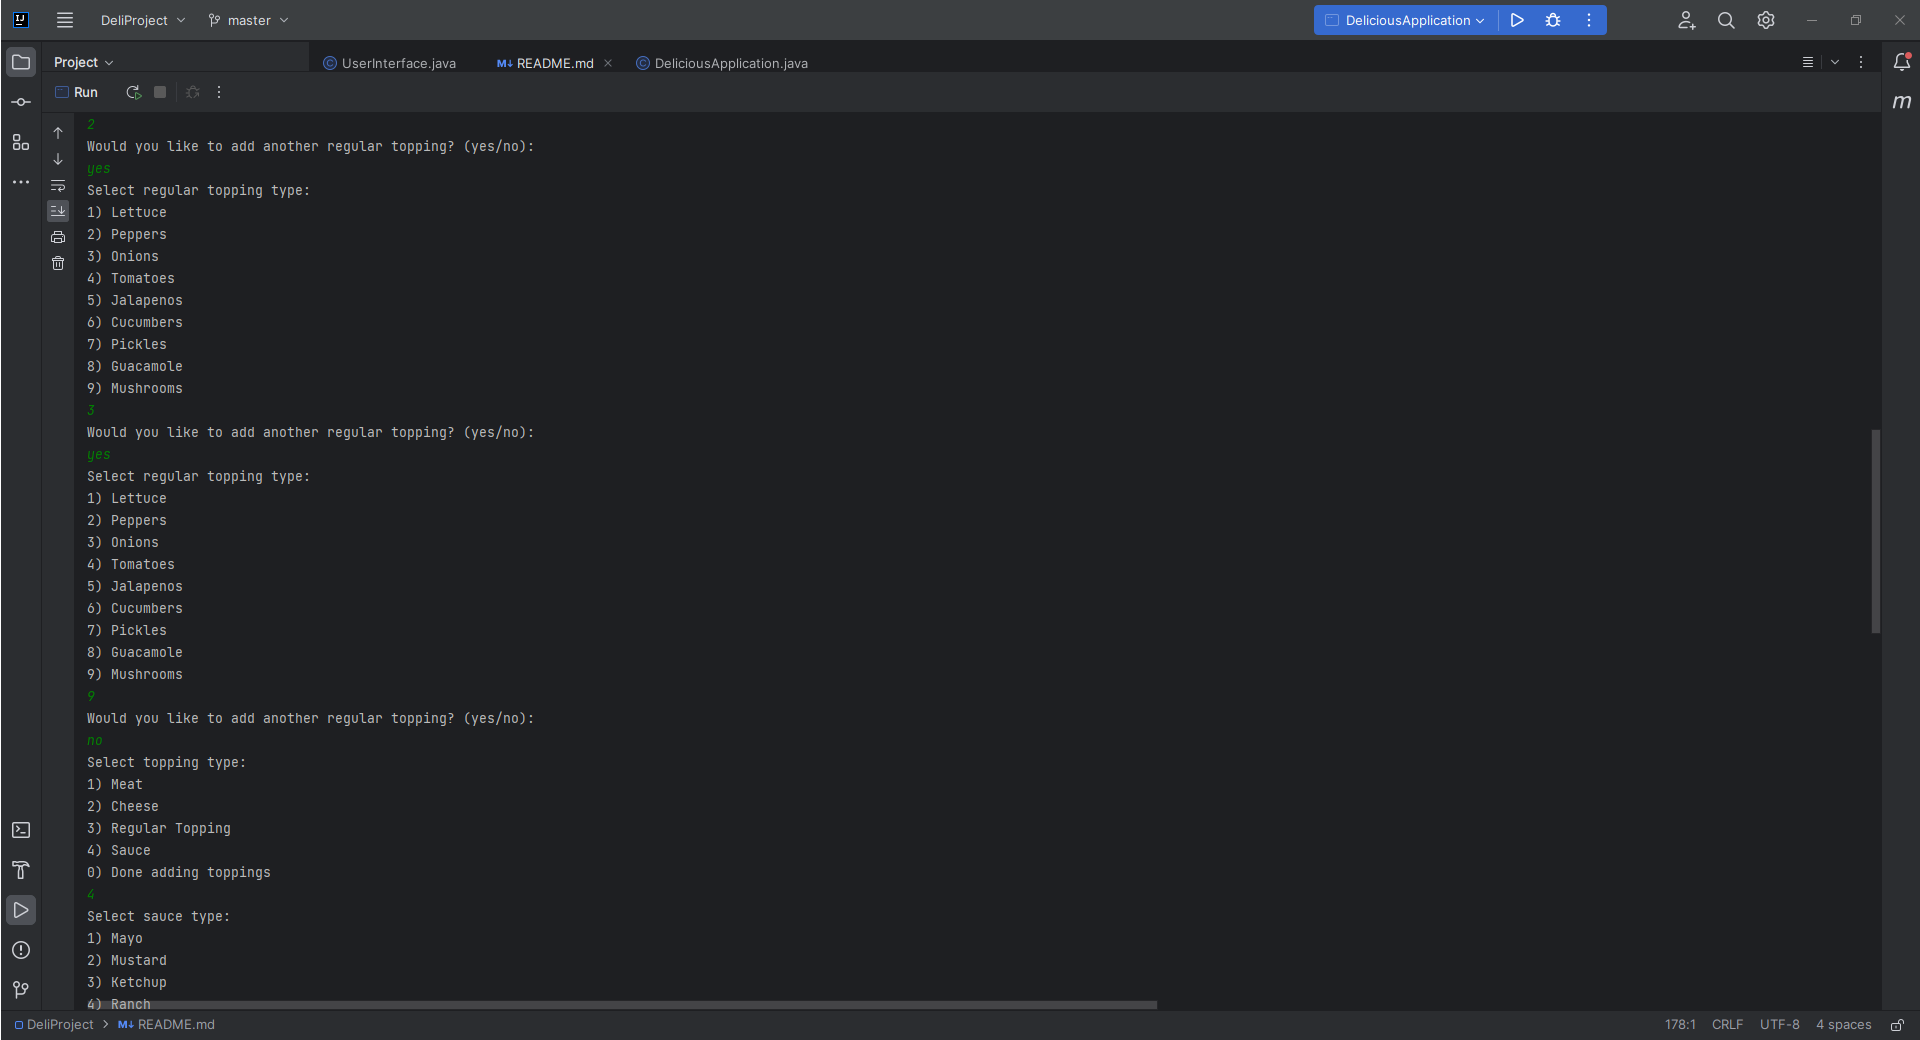 DeliProject master DeliciousApplication
Project UserInterface.java README.md DeliciousApplication.java
Run
2
Would you like to add another regular topping? (yes/no):
yes
Select regular topping type:
1) Lettuce
2) Peppers
3) Onions
4) Tomatoes
5) Jalapenos
6) Cucumbers
7) Pickles
8) Guacamole
9) Mushrooms
3
Would you like to add another regular topping? (yes/no):
yes
Select regular topping type:
1) Lettuce
2) Peppers
3) Onions
4) Tomatoes
5) Jalapenos
6) Cucumbers
7) Pickles
8) Guacamole
9) Mushrooms
9
Would you like to add another regular topping? (yes/no):
no
Select topping type:
1) Meat
2) Cheese
3) Regular Topping
4) Sauce
0) Done adding toppings
4
Select sauce type:
1) Mayo
2) Mustard
3) Ketchup
4) Ranch
DeliProject README.md 178:1 CRLF UTF-8 4 spaces